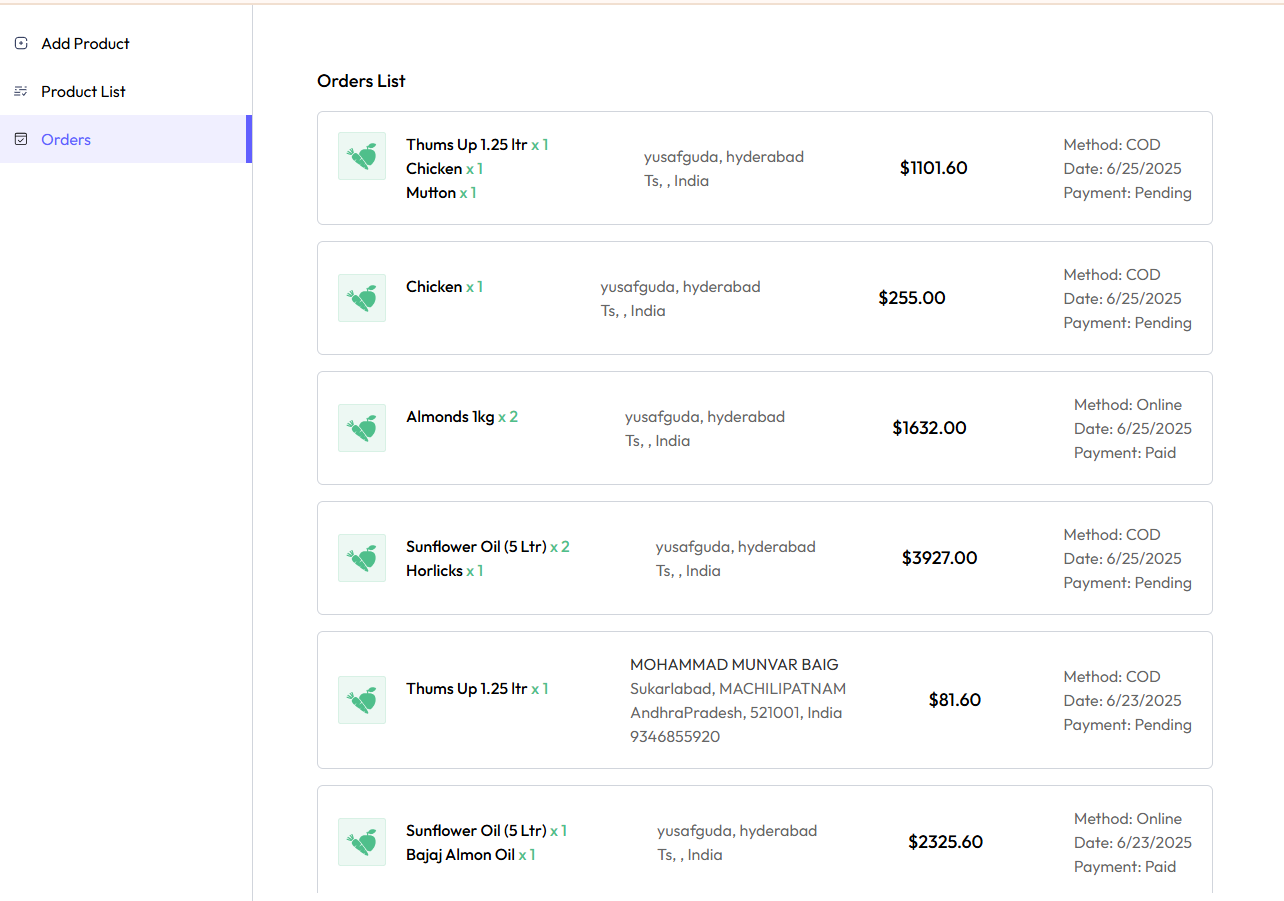 Add Product
Product List
Orders
Orders List
Thums Up 1.25 ltr x 1
Chicken x 1
Mutton x 1
yusafguda, hyderabad
Ts, , India
$1101.60
Method: COD
Date: 6/25/2025
Payment: Pending
Chicken x 1
yusafguda, hyderabad
Ts, , India
$255.00
Method: COD
Date: 6/25/2025
Payment: Pending
Almonds 1kg x 2
yusafguda, hyderabad
Ts, , India
$1632.00
Method: Online
Date: 6/25/2025
Payment: Paid
Sunflower Oil (5 Ltr) x 2
Horlicks x 1
yusafguda, hyderabad
Ts, , India
$3927.00
Method: COD
Date: 6/25/2025
Payment: Pending
Thums Up 1.25 ltr x 1
MOHAMMAD MUNVAR BAIG
Sukarlabad, MACHILIPATNAM
AndhraPradesh, 521001, India
9346855920
$81.60
Method: COD
Date: 6/23/2025
Payment: Pending
Sunflower Oil (5 Ltr) x 1
Bajaj Almon Oil x 1
yusafguda, hyderabad
Ts, , India
$2325.60
Method: Online
Date: 6/23/2025
Payment: Paid